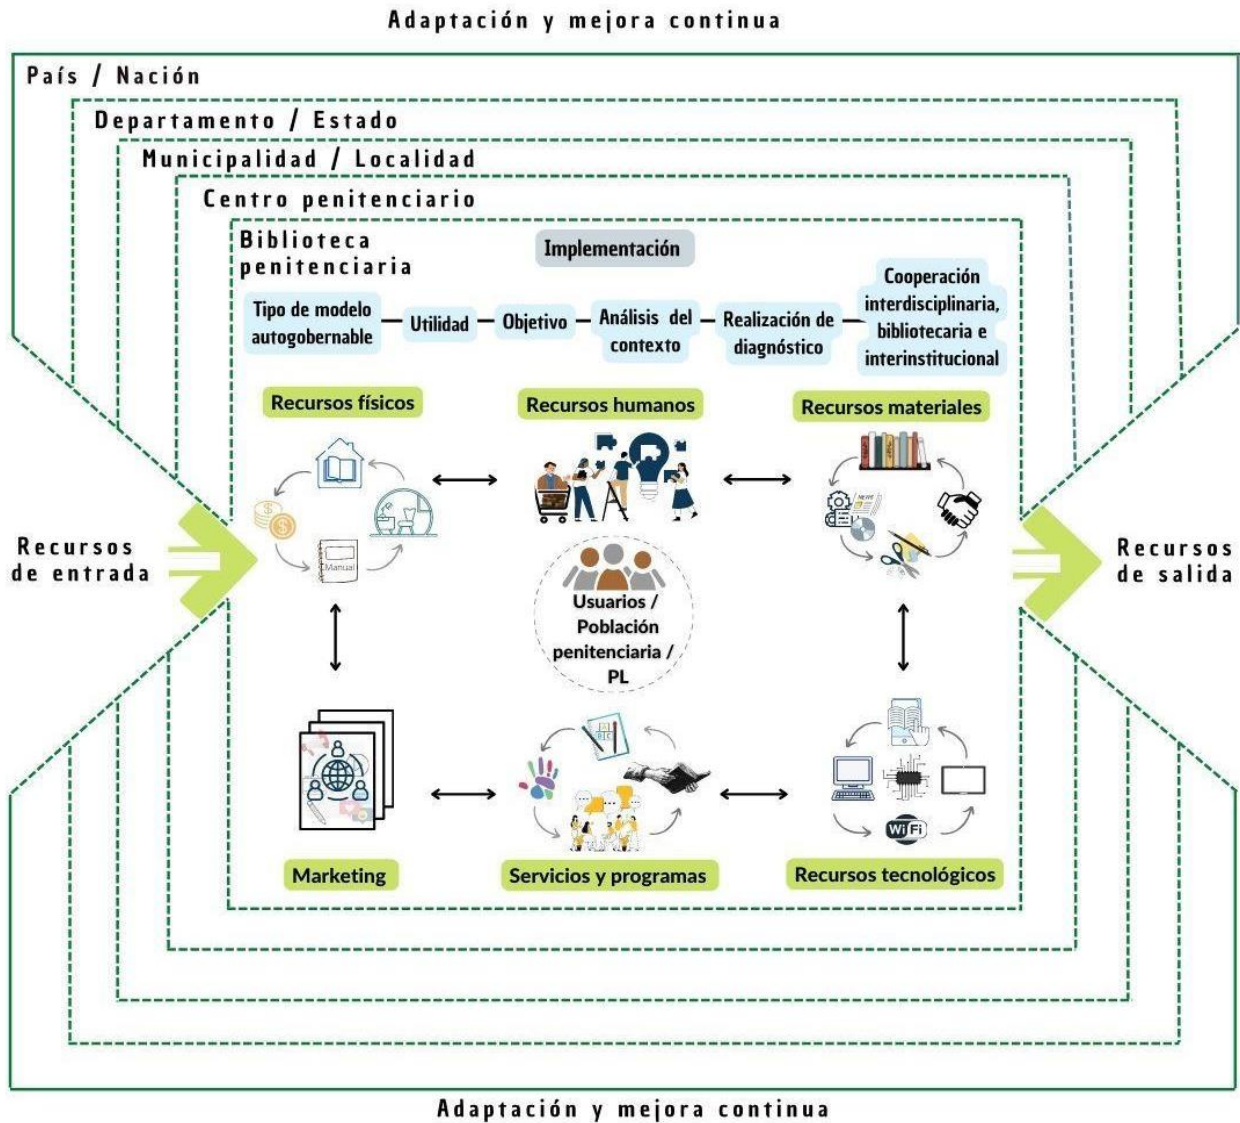 Adaptación y mejora continua
País / Nación
Departamento / Estado
Municipalidad / Localidad
Centro penitenciario
Biblioteca
penitenciaria
Implementación
Tipo de modelo
autogobernable
Utilidad
Objetivo
Análisis del
contexto
Realización de
diagnóstico
Cooperación
interdisciplinaria,
bibliotecaria e
interinstitucional
Recursos físicos
Recursos humanos
Recursos materiales
NEWS
Manual
Recursos
de entrada
Recursos
de salida
Usuarios /
Población
penitenciaria /
PL
A
B C
WiFi
Marketing
Servicios y programas
Recursos tecnológicos
Adaptación y mejora continua